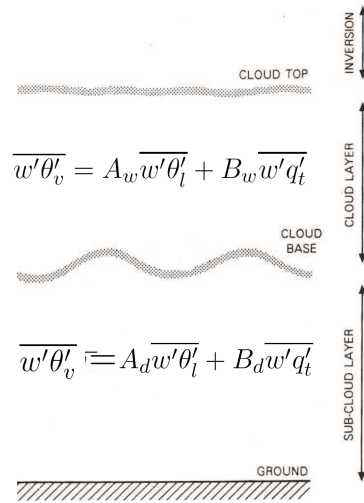 INVERSION
CLOUD TOP
$\overline{w'\theta_v'} = A_w\overline{w'\theta_l'} + B_w\overline{w'q_t'}$
CLOUD LAYER
CLOUD
BASE
$\overline{w'\theta_v'} = A_d\overline{w'\theta_l'} + B_d\overline{w'q_t'}$
SUB-CLOUD LAYER
GROUND